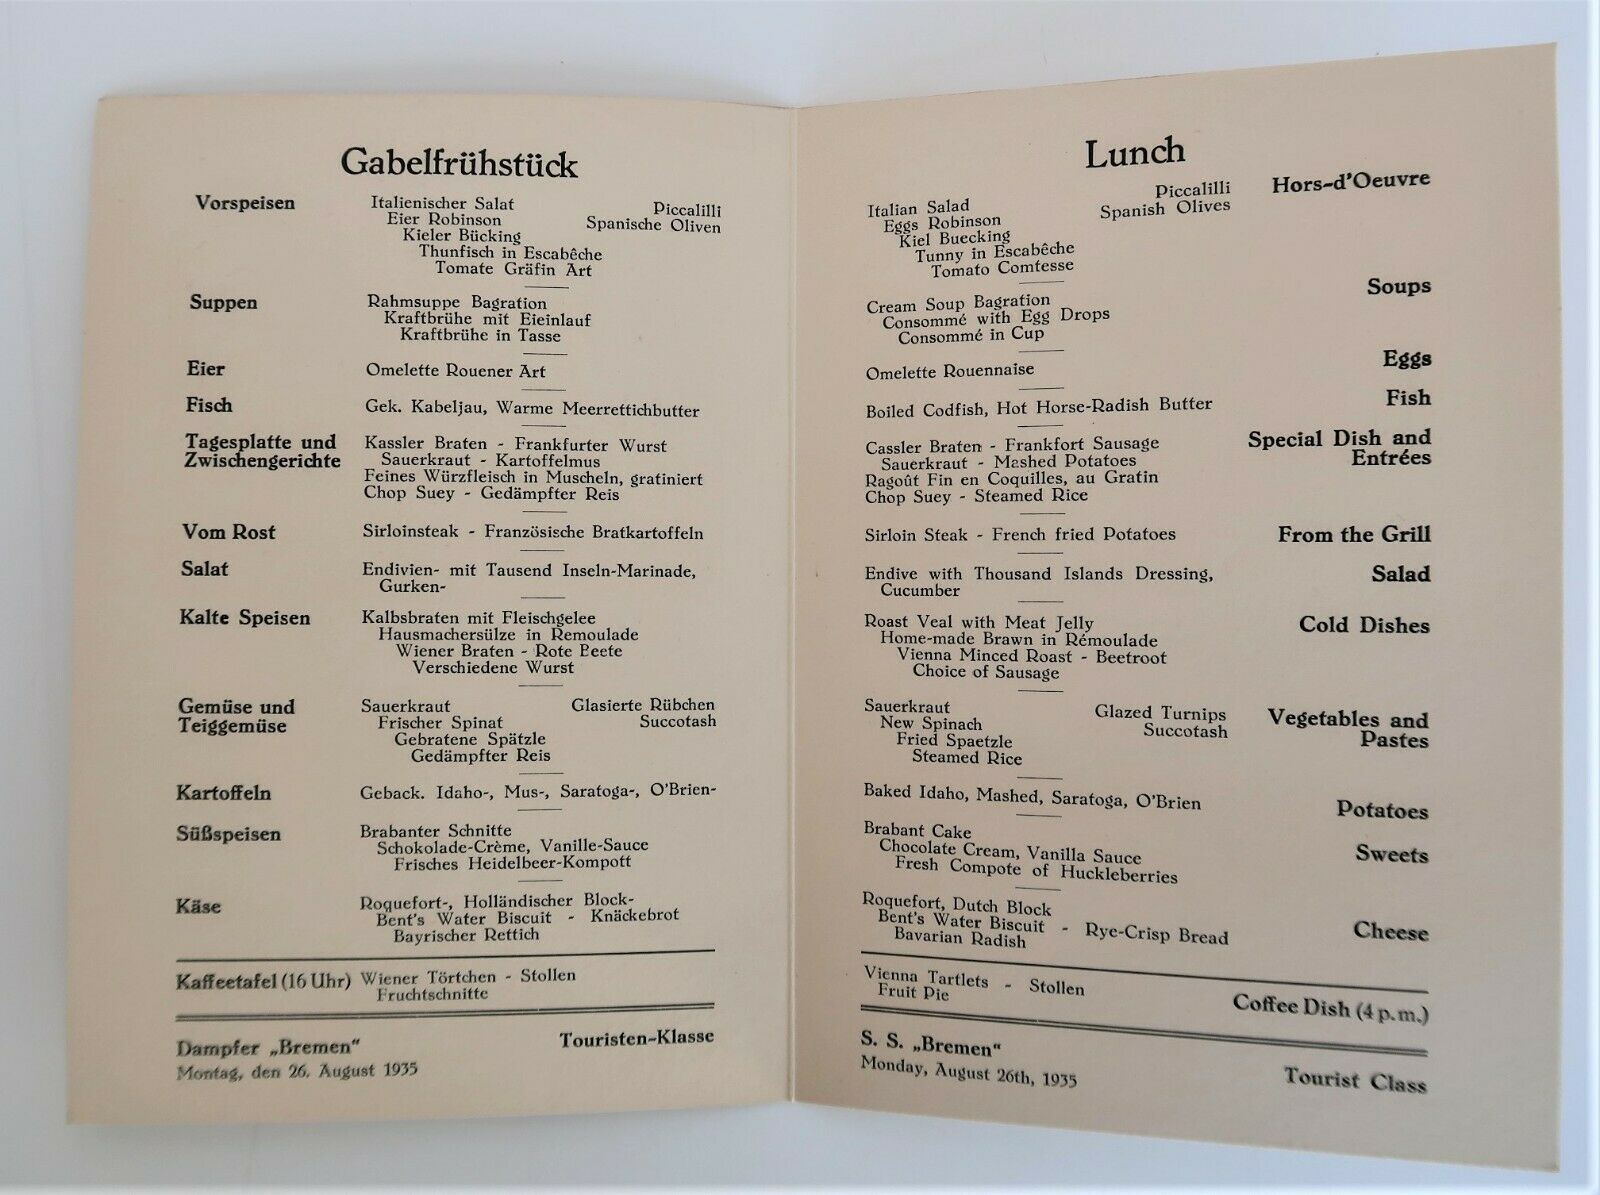 Gabelfrühstück
Vorspeisen
Italienischer Salat
Piccalilli
Eier Robinson
Spanische Oliven
Kieler Bücking
Thunfisch in Escabêche
Tomate Gräfin Art
Suppen
Rahmsuppe Bagration
Kraftbrühe mit Eieinlauf
Kraftbrühe in Tasse
Eier
Omelette Rouener Art
Fisch
Gek. Kabeljau, Warme Meerrettichbutter
Tagesplatte und
Zwischengerichte
Kassler Braten - Frankfurter Wurst
Sauerkraut - Kartoffelmus
Feines Würzfleisch in Muscheln, gratiniert
Chop Suey - Gedämpfter Reis
Vom Rost
Sirloinsteak - Französische Bratkartoffeln
Salat
Endivien- mit Tausend Inseln-Marinade,
Gurken-
Kalte Speisen
Kalbsbraten mit Fleischgelee
Hausmachersülze in Remoulade
Wiener Braten - Rote Beete
Verschiedene Wurst
Gemüse und
Teiggemüse
Sauerkraut
Glasierte Rübchen
Frischer Spinat
Succotash
Gebratene Spätzle
Gedämpfter Reis
Kartoffeln
Geback. Idaho-, Mus-, Saratoga-, O'Brien-
Süßspeisen
Brabanter Schnitte
Schokolade-Crème, Vanille-Sauce
Frisches Heidelbeer-Kompott
Käse
Roquefort-, Holländischer Block-
Bent's Water Biscuit - Knäckebrot
Bayrischer Rettich
Kaffeetafel (16 Uhr)
Wiener Törtchen - Stollen
Fruchtschnitte
Dampfer „Bremen“
Touristen-Klasse
Montag, den 26. August 1935
Lunch
Hors-d'Oeuvre
Italian Salad
Piccalilli
Eggs Robinson
Spanish Olives
Kiel Buecking
Tunny in Escabêche
Tomato Comtesse
Soups
Cream Soup Bagration
Consommé with Egg Drops
Consommé in Cup
Eggs
Omelette Rouennaise
Fish
Boiled Codfish, Hot Horse-Radish Butter
Special Dish and
Entrées
Cassler Braten - Frankfort Sausage
Sauerkraut - Mashed Potatoes
Ragoût Fin en Coquilles, au Gratin
Chop Suey - Steamed Rice
From the Grill
Sirloin Steak - French fried Potatoes
Salad
Endive with Thousand Islands Dressing,
Cucumber
Cold Dishes
Roast Veal with Meat Jelly
Home-made Brawn in Rémoulade
Vienna Minced Roast - Beetroot
Choice of Sausage
Vegetables and
Pastes
Sauerkraut
Glazed Turnips
New Spinach
Succotash
Fried Spaetzle
Steamed Rice
Potatoes
Baked Idaho, Mashed, Saratoga, O'Brien
Sweets
Brabant Cake
Chocolate Cream, Vanilla Sauce
Fresh Compote of Huckleberries
Cheese
Roquefort, Dutch Block
Bent's Water Biscuit - Rye-Crisp Bread
Bavarian Radish
Coffee Dish (4 p.m.)
Vienna Tartlets - Stollen
Fruit Pie
S. S. „Bremen“
Monday, August 26th, 1935
Tourist Class